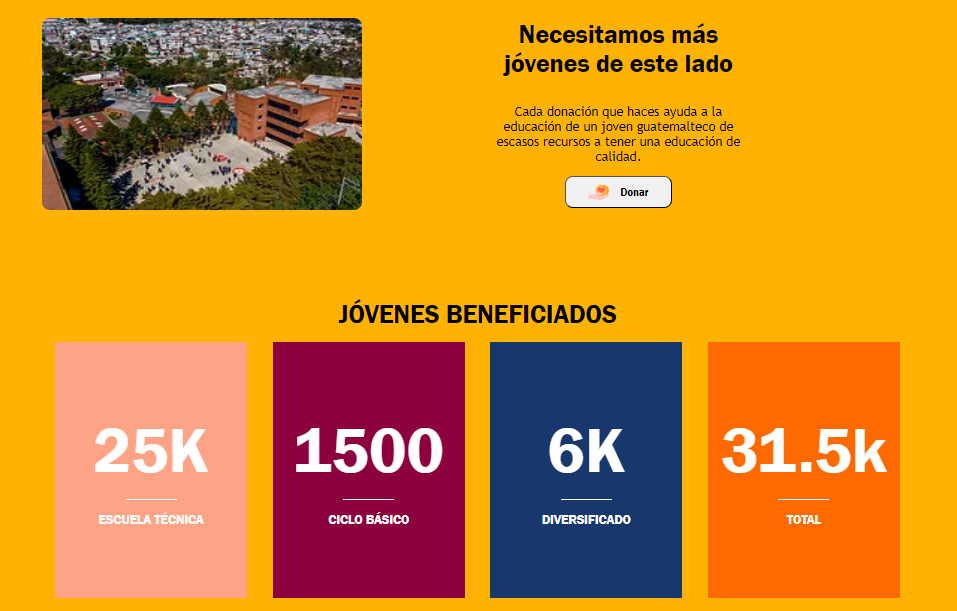 Necesitamos más
jóvenes de este lado
Cada donación que haces ayuda a la
educación de un joven guatemalteco de
escasos recursos a tener una educación de
calidad.
Donar
JÓVENES BENEFICIADOS
25K
ESCUELA TÉCNICA
1500
CICLO BÁSICO
6K
DIVERSIFICADO
31.5k
TOTAL